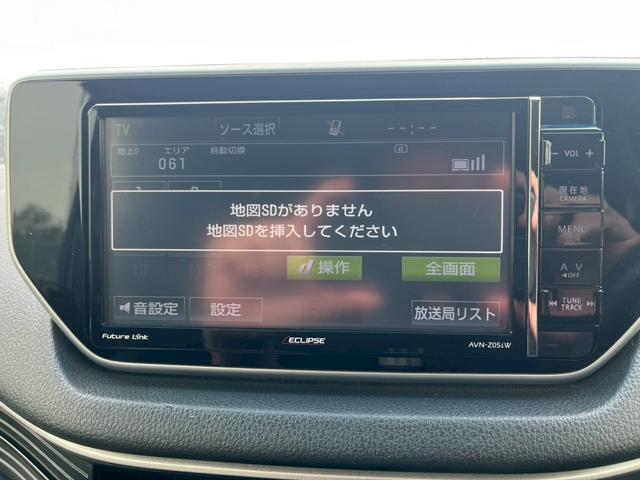 TV ソース選択 --:--
地上D エリア 自動切換 d
061
地図SDがありません
地図SDを挿入してください
10 11 12
d 操作 全画面
音設定 設定 放送局リスト
Future Link ECLIPSE AVN-Z05iW
- VOL +
現在地
CAMERA
MENU
A V
OFF
TUNE
TRACK